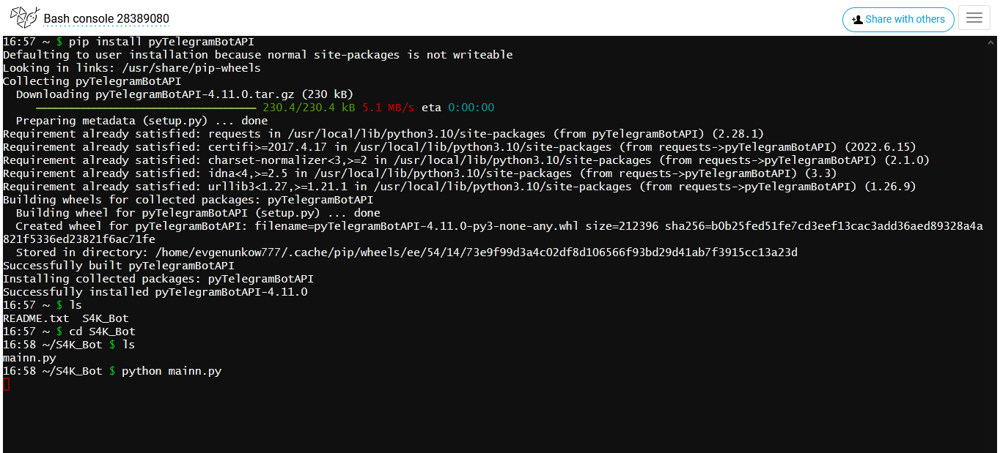 Bash console 28389080
Share with others
16:57 ~ $ pip install pyTelegramBotAPI
Defaulting to user installation because normal site-packages is not writeable
Looking in links: /usr/share/pip-wheels
Collecting pyTelegramBotAPI
  Downloading pyTelegramBotAPI-4.11.0.tar.gz (230 kB)
     ━━━━━━━━━━━━━━━━━━━━━━━━━━━━━━━━━ 230.4/230.4 kB 5.1 MB/s eta 0:00:00
  Preparing metadata (setup.py) ... done
Requirement already satisfied: requests in /usr/local/lib/python3.10/site-packages (from pyTelegramBotAPI) (2.28.1)
Requirement already satisfied: certifi>=2017.4.17 in /usr/local/lib/python3.10/site-packages (from requests->pyTelegramBotAPI) (2022.6.15)
Requirement already satisfied: charset-normalizer<3,>=2 in /usr/local/lib/python3.10/site-packages (from requests->pyTelegramBotAPI) (2.1.0)
Requirement already satisfied: idna<4,>=2.5 in /usr/local/lib/python3.10/site-packages (from requests->pyTelegramBotAPI) (3.3)
Requirement already satisfied: urllib3<1.27,>=1.21.1 in /usr/local/lib/python3.10/site-packages (from requests->pyTelegramBotAPI) (1.26.9)
Building wheels for collected packages: pyTelegramBotAPI
  Building wheel for pyTelegramBotAPI (setup.py) ... done
  Created wheel for pyTelegramBotAPI: filename=pyTelegramBotAPI-4.11.0-py3-none-any.whl size=212396 sha256=b0b25fed51fe7cd3eef13cac3add36aed89328a4a
821f5336ed23821f6ac71fe
  Stored in directory: /home/evgenunkow777/.cache/pip/wheels/ee/54/14/73e9f99d3a4c02df8d106566f93bd29d41ab7f3915cc13a23d
Successfully built pyTelegramBotAPI
Installing collected packages: pyTelegramBotAPI
Successfully installed pyTelegramBotAPI-4.11.0
16:57 ~ $ ls
README.txt  S4K_Bot
16:57 ~ $ cd S4K_Bot
16:58 ~/S4K_Bot $ ls
mainn.py
16:58 ~/S4K_Bot $ python mainn.py